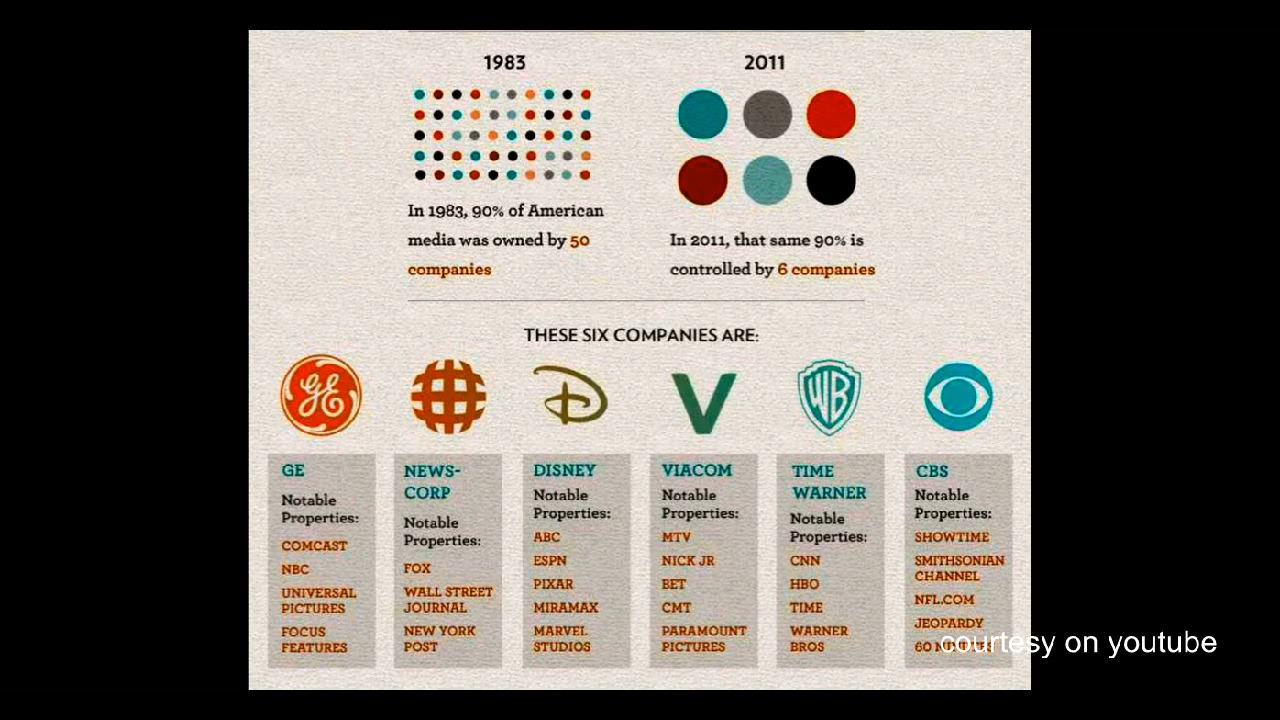 1983
2011
In 1983, 90% of American
media was owned by 50
companies
In 2011, that same 90% is
controlled by 6 companies
THESE SIX COMPANIES ARE:
GE
V
WB
GE
Notable
Properties:
COMCAST
NBC
UNIVERSAL
PICTURES
FOCUS
FEATURES
NEWS-
CORP
Notable
Properties:
FOX
WALL STREET
JOURNAL
NEW YORK
POST
DISNEY
Notable
Properties:
ABC
ESPN
PIXAR
MIRAMAX
MARVEL
STUDIOS
VIACOM
Notable
Properties:
MTV
NICK JR
BET
CMT
PARAMOUNT
PICTURES
TIME
WARNER
Notable
Properties:
CNN
HBO
TIME
WARNER
BROS
CBS
Notable
Properties:
SHOWTIME
SMITHSONIAN
CHANNEL
NFL.COM
JEOPARDY
60 MINUTES
courtesy on youtube